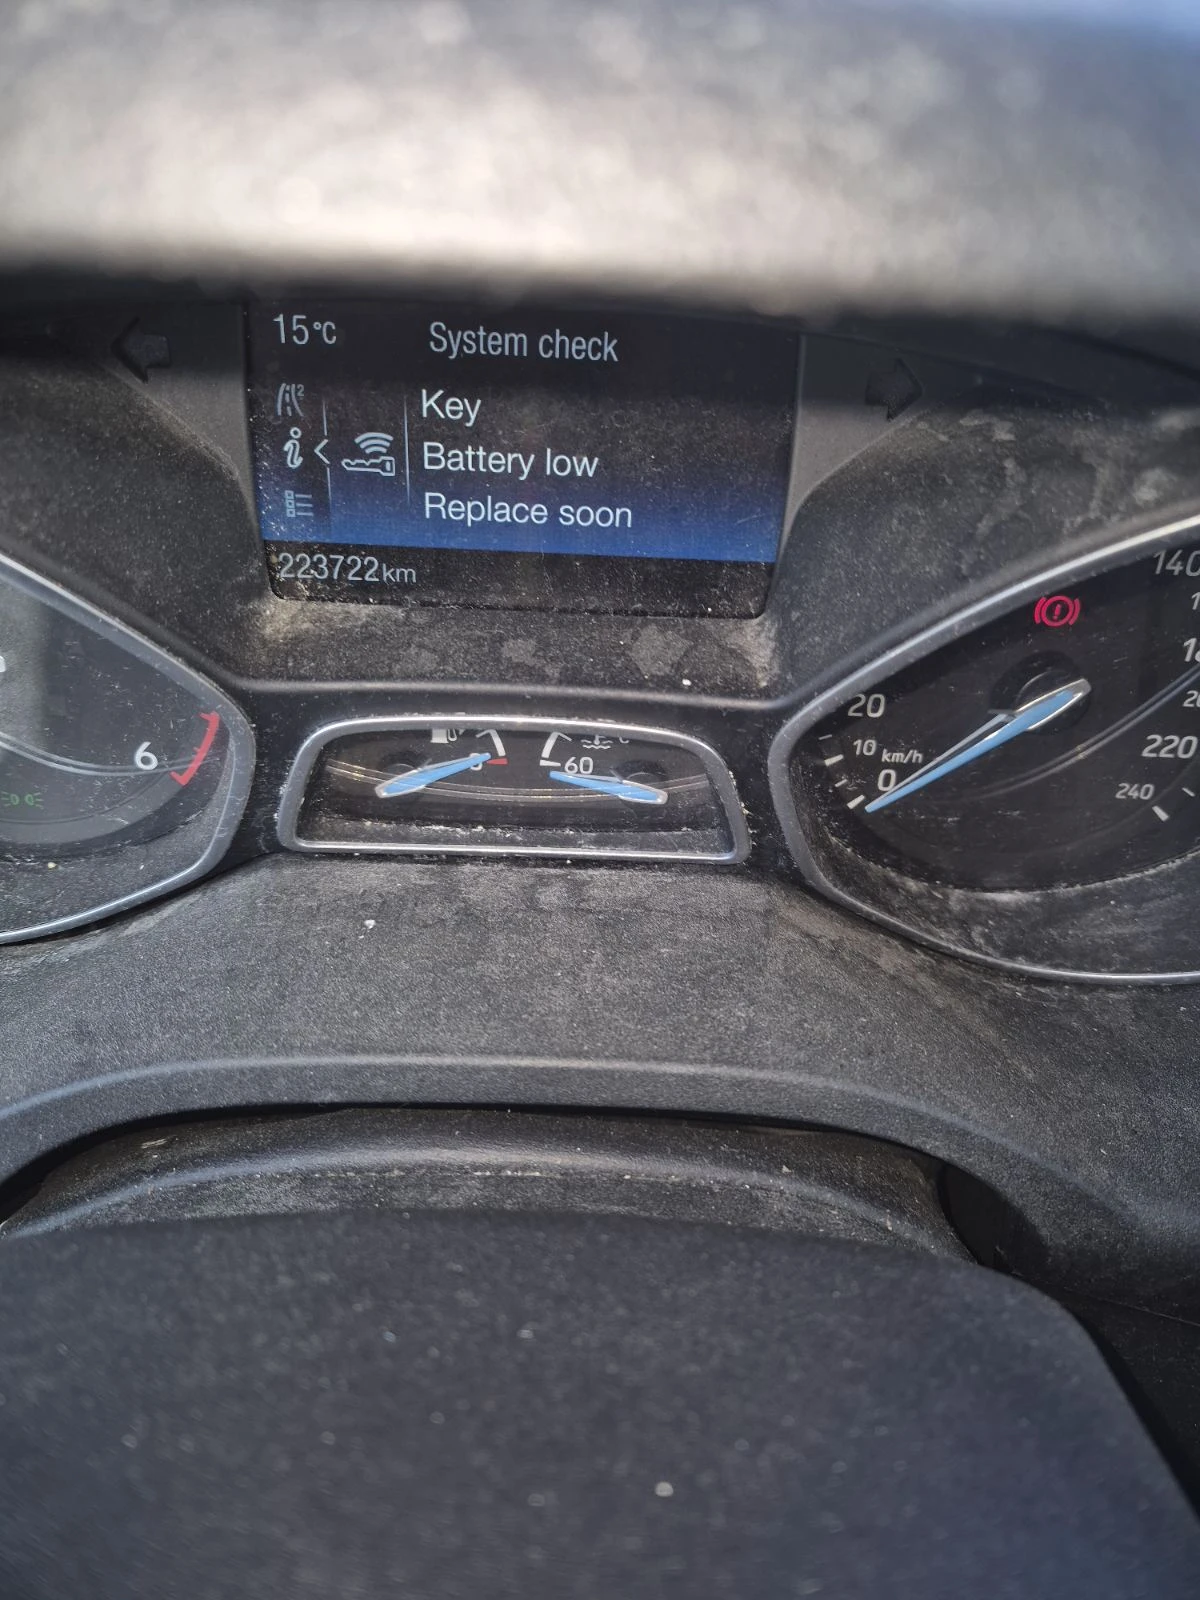 15°C
System check
Key
Battery low
Replace soon
223722km
6
60
20
10 km/h
0
140
220
240